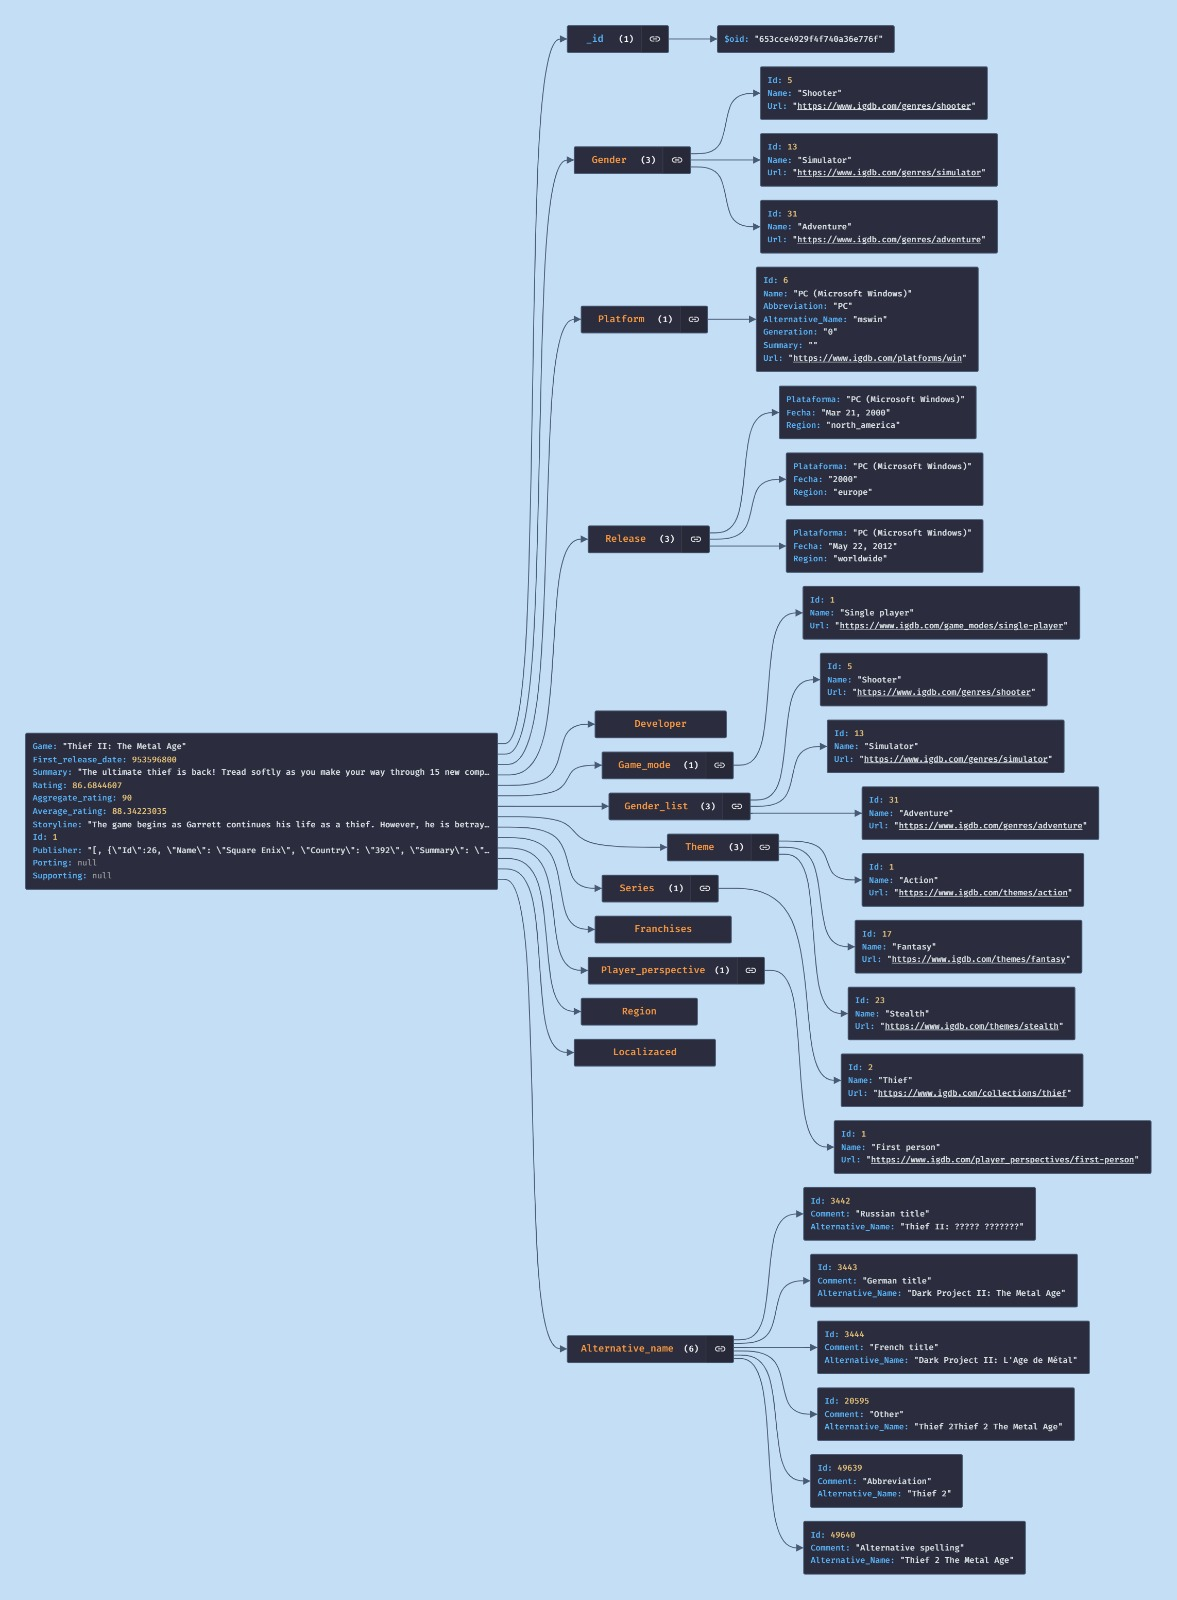 _id (1)
$oid: "653cce4929f4f740a36e776f"
Id: 5
Name: "Shooter"
Url: "https://www.igdb.com/genres/shooter"
Gender (3)
Id: 13
Name: "Simulator"
Url: "https://www.igdb.com/genres/simulator"
Id: 31
Name: "Adventure"
Url: "https://www.igdb.com/genres/adventure"
Platform (1)
Id: 6
Name: "PC (Microsoft Windows)"
Abbreviation: "PC"
Alternative_Name: "mswin"
Generation: "0"
Summary: ""
Url: "https://www.igdb.com/platforms/win"
Plataforma: "PC (Microsoft Windows)"
Fecha: "Mar 21, 2000"
Region: "north_america"
Plataforma: "PC (Microsoft Windows)"
Fecha: "2000"
Region: "europe"
Release (3)
Plataforma: "PC (Microsoft Windows)"
Fecha: "May 22, 2012"
Region: "worldwide"
Id: 1
Name: "Single player"
Url: "https://www.igdb.com/game_modes/single-player"
Id: 5
Name: "Shooter"
Url: "https://www.igdb.com/genres/shooter"
Developer
Id: 13
Name: "Simulator"
Url: "https://www.igdb.com/genres/simulator"
Game: "Thief II: The Metal Age"
First_release_date: 953596800
Summary: "The ultimate thief is back! Tread softly as you make your way through 15 new comp…
Rating: 86.6844607
Aggregate_rating: 90
Average_rating: 88.34223035
Storyline: "The game begins as Garrett continues his life as a thief. However, he is betray…
Id: 1
Publisher: "[, {\"Id\":26, \"Name\": \"Square Enix\", \"Country\": \"392\", \"Summary\": \"…
Porting: null
Supporting: null
Game_mode (1)
Gender_list (3)
Id: 31
Name: "Adventure"
Url: "https://www.igdb.com/genres/adventure"
Theme (3)
Id: 1
Name: "Action"
Url: "https://www.igdb.com/themes/action"
Series (1)
Franchises
Id: 17
Name: "Fantasy"
Url: "https://www.igdb.com/themes/fantasy"
Player_perspective (1)
Id: 23
Name: "Stealth"
Url: "https://www.igdb.com/themes/stealth"
Region
Localizaced
Id: 2
Name: "Thief"
Url: "https://www.igdb.com/collections/thief"
Id: 1
Name: "First person"
Url: "https://www.igdb.com/player_perspectives/first-person"
Id: 3442
Comment: "Russian title"
Alternative_Name: "Thief II: ????? ???????"
Id: 3443
Comment: "German title"
Alternative_Name: "Dark Project II: The Metal Age"
Alternative_name (6)
Id: 3444
Comment: "French title"
Alternative_Name: "Dark Project II: L'Age de Métal"
Id: 20595
Comment: "Other"
Alternative_Name: "Thief 2Thief 2 The Metal Age"
Id: 49639
Comment: "Abbreviation"
Alternative_Name: "Thief 2"
Id: 49640
Comment: "Alternative spelling"
Alternative_Name: "Thief 2 The Metal Age"